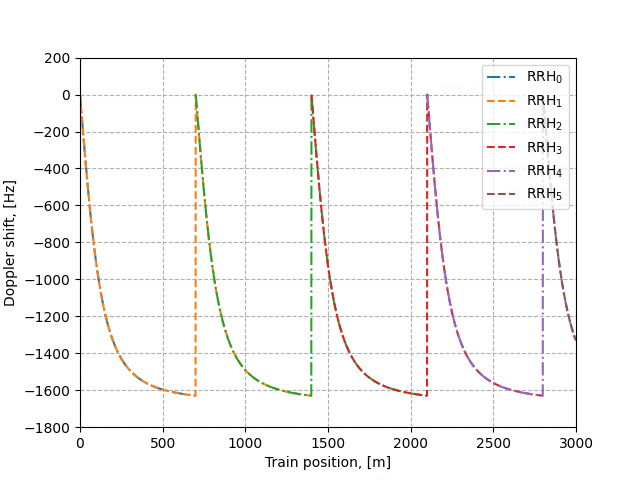 200
0
−200
−400
−600
−800
−1000
−1200
−1400
−1600
−1800
Doppler shift, [Hz]
0 500 1000 1500 2000 2500 3000
Train position, [m]
RRH0
RRH1
RRH2
RRH3
RRH4
RRH5